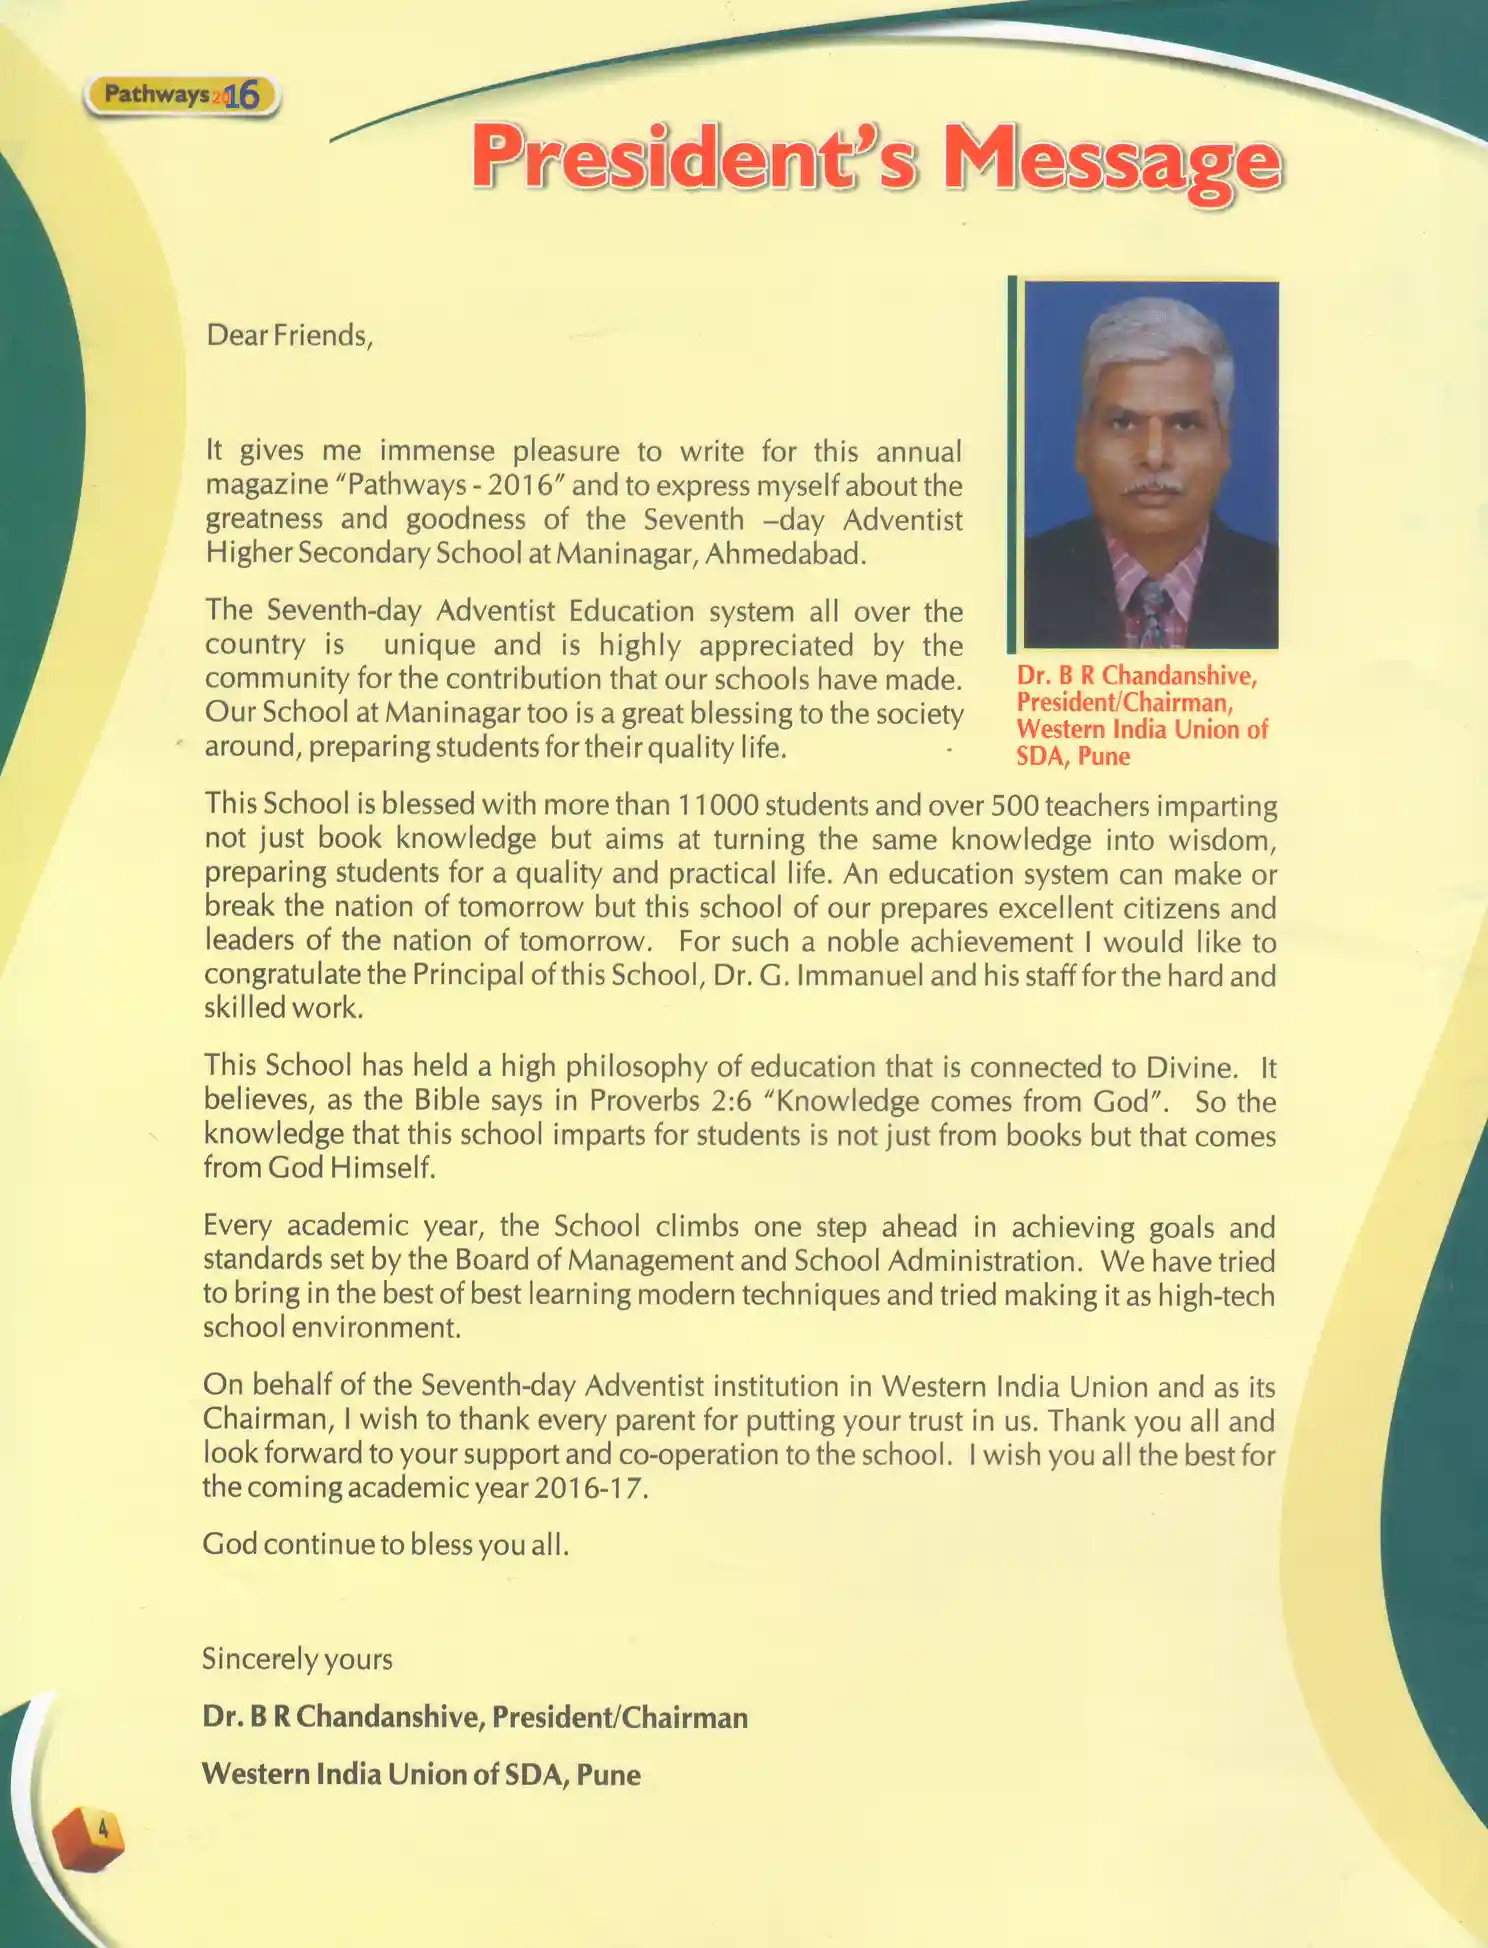 Pathways 2016
President's Message
Dear Friends,
It gives me immense pleasure to write for this annual
magazine "Pathways - 2016" and to express myself about the
greatness and goodness of the Seventh –day Adventist
Higher Secondary School at Maninagar, Ahmedabad.
The Seventh-day Adventist Education system all over the
country is unique and is highly appreciated by the
community for the contribution that our schools have made.
Our School at Maninagar too is a great blessing to the society
around, preparing students for their quality life.
Dr. B R Chandanshive,
President/Chairman,
Western India Union of
SDA, Pune
This School is blessed with more than 11000 students and over 500 teachers imparting
not just book knowledge but aims at turning the same knowledge into wisdom,
preparing students for a quality and practical life. An education system can make or
break the nation of tomorrow but this school of our prepares excellent citizens and
leaders of the nation of tomorrow. For such a noble achievement I would like to
congratulate the Principal of this School, Dr. G. Immanuel and his staff for the hard and
skilled work.
This School has held a high philosophy of education that is connected to Divine. It
believes, as the Bible says in Proverbs 2:6 "Knowledge comes from God". So the
knowledge that this school imparts for students is not just from books but that comes
from God Himself.
Every academic year, the School climbs one step ahead in achieving goals and
standards set by the Board of Management and School Administration. We have tried
to bring in the best of best learning modern techniques and tried making it as high-tech
school environment.
On behalf of the Seventh-day Adventist institution in Western India Union and as its
Chairman, I wish to thank every parent for putting your trust in us. Thank you all and
look forward to your support and co-operation to the school. I wish you all the best for
the coming academic year 2016-17.
God continue to bless you all.
Sincerely yours
Dr. B R Chandanshive, President/Chairman
Western India Union of SDA, Pune
4